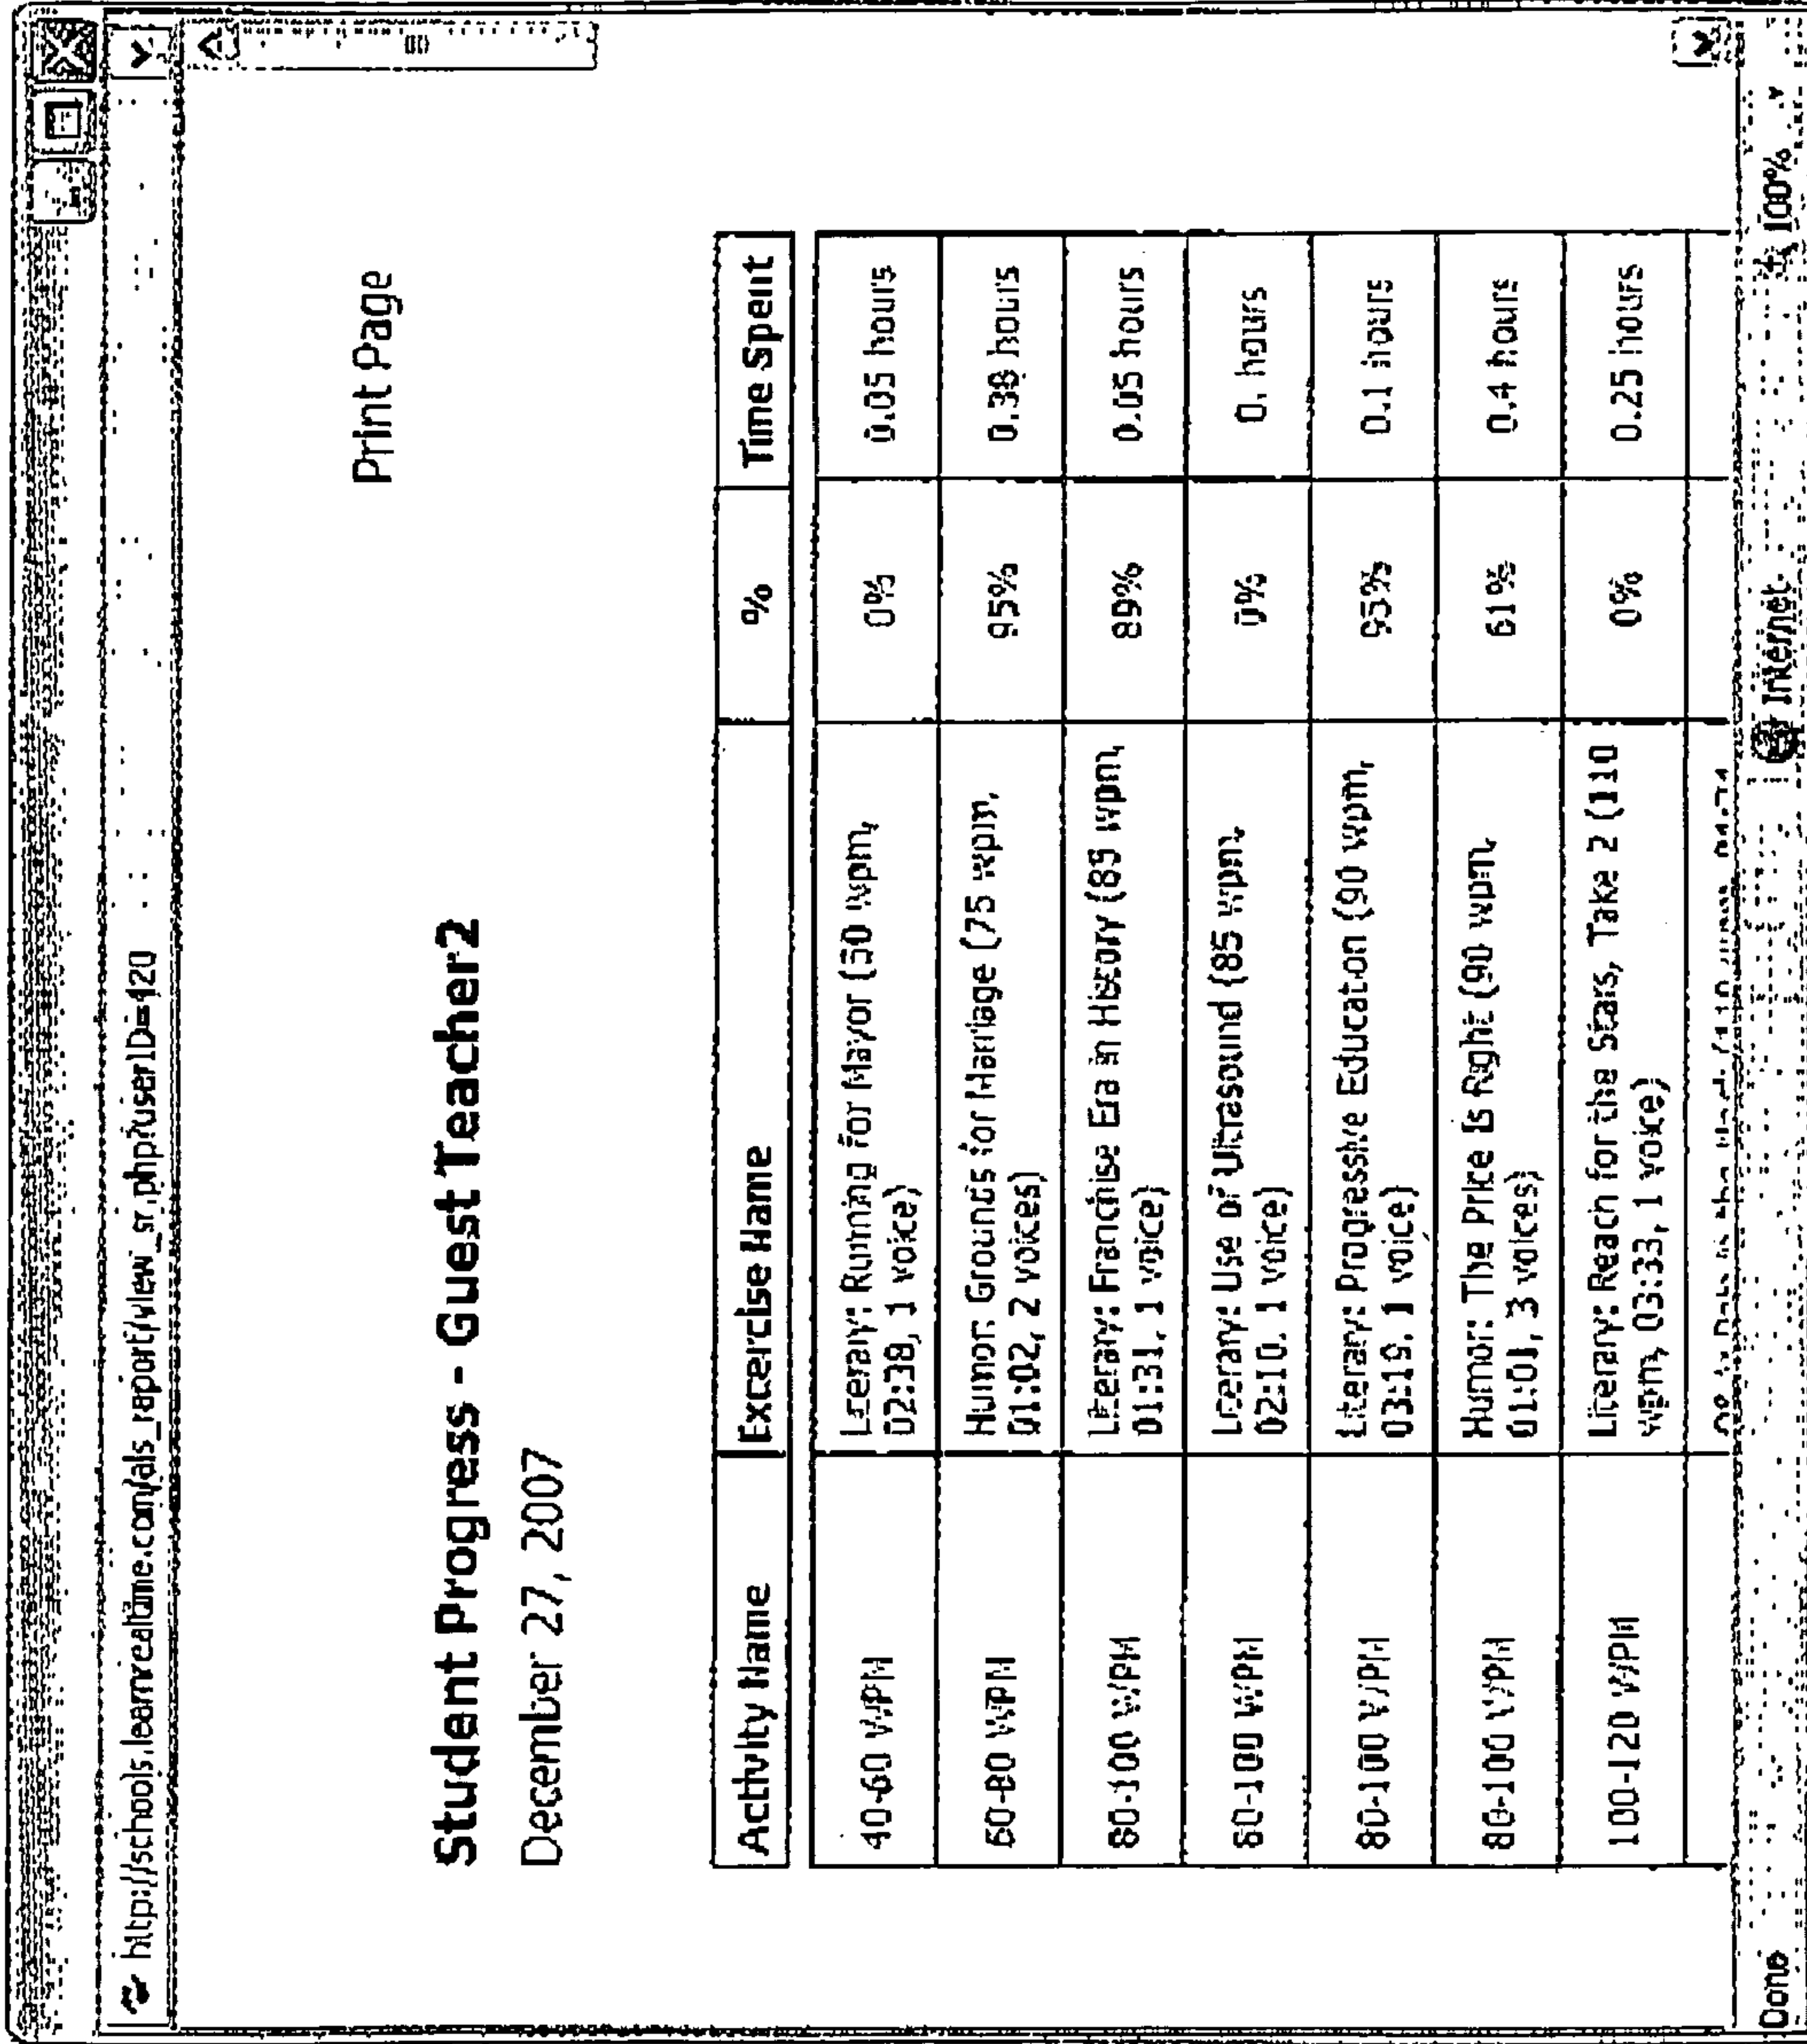 http://schools.learnrealtime.com/als_report/view_sr.php?userID=420
Print Page
Student Progress - Guest Teacher2
December 27, 2007
Activity Name Excercise Name % Time Spent
40-60 WPM Literary: Running for Mayor (50 wpm, 0% 0.05 hours
02:38, 1 voice)
60-80 WPM Humor: Grounds for Marriage (75 wpm, 95% 0.38 hours
01:02, 2 voices)
80-100 WPM Literary: Franchise Era in History (85 wpm, 89% 0.05 hours
01:31, 1 voice)
80-100 WPM Literary: Use of Ultrasound (85 wpm, 0% 0. hours
02:10, 1 voice)
80-100 WPM Literary: Progressive Education (90 wpm, 95% 0.1 hours
03:19, 1 voice)
80-100 WPM Humor: The Price Is Right (90 wpm, 61% 0.4 hours
01:01, 3 voices)
100-120 WPM Literary: Reach for the Stars, Take 2 (110 0% 0.25 hours
wpm, 03:33, 1 voice)
Done Internet 100%